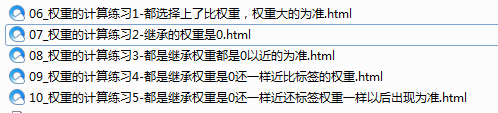 06_权重的计算练习1-都选择上了比权重，权重大的为准.html
07_权重的计算练习2-继承的权重是0.html
08_权重的计算练习3-都是继承权重都是0以近的为准.html
09_权重的计算练习4-都是继承权重是0还一样近比标签的权重.html
10_权重的计算练习5-都是继承权重是0还一样近还标签权重一样以后出现为准.html